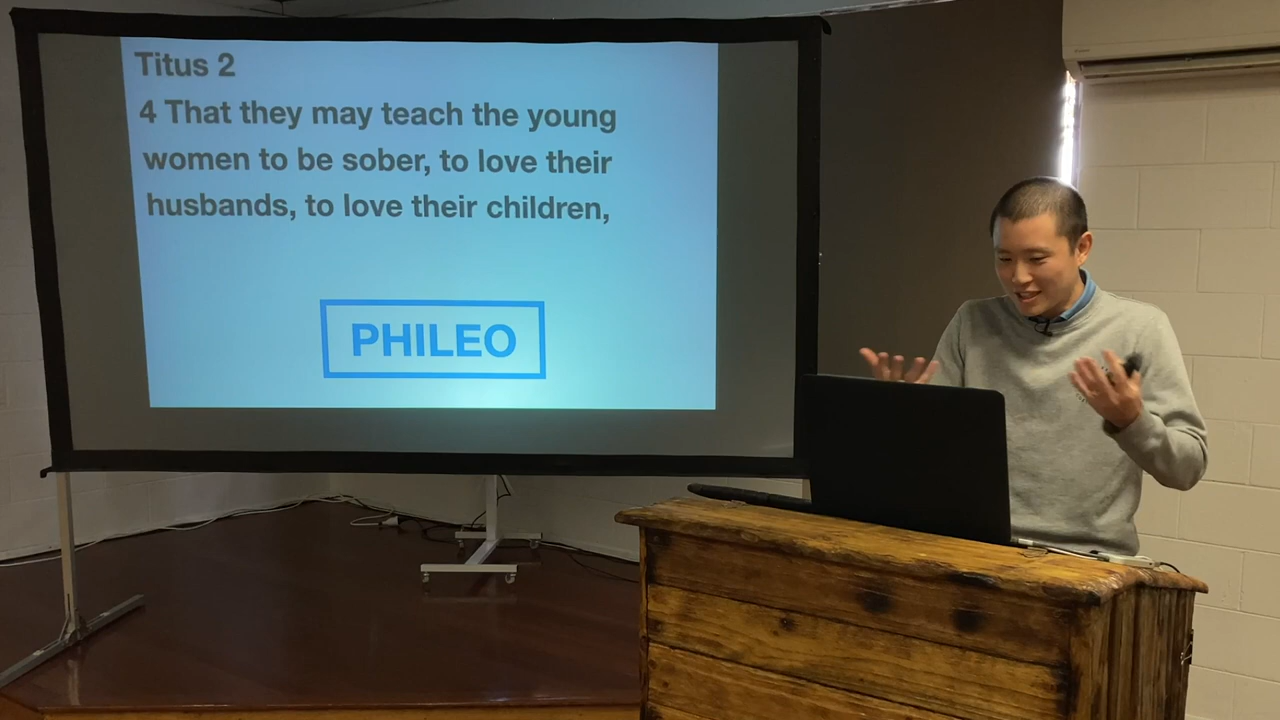 Titus 2
4 That they may teach the young
women to be sober, to love their
husbands, to love their children,
PHILEO